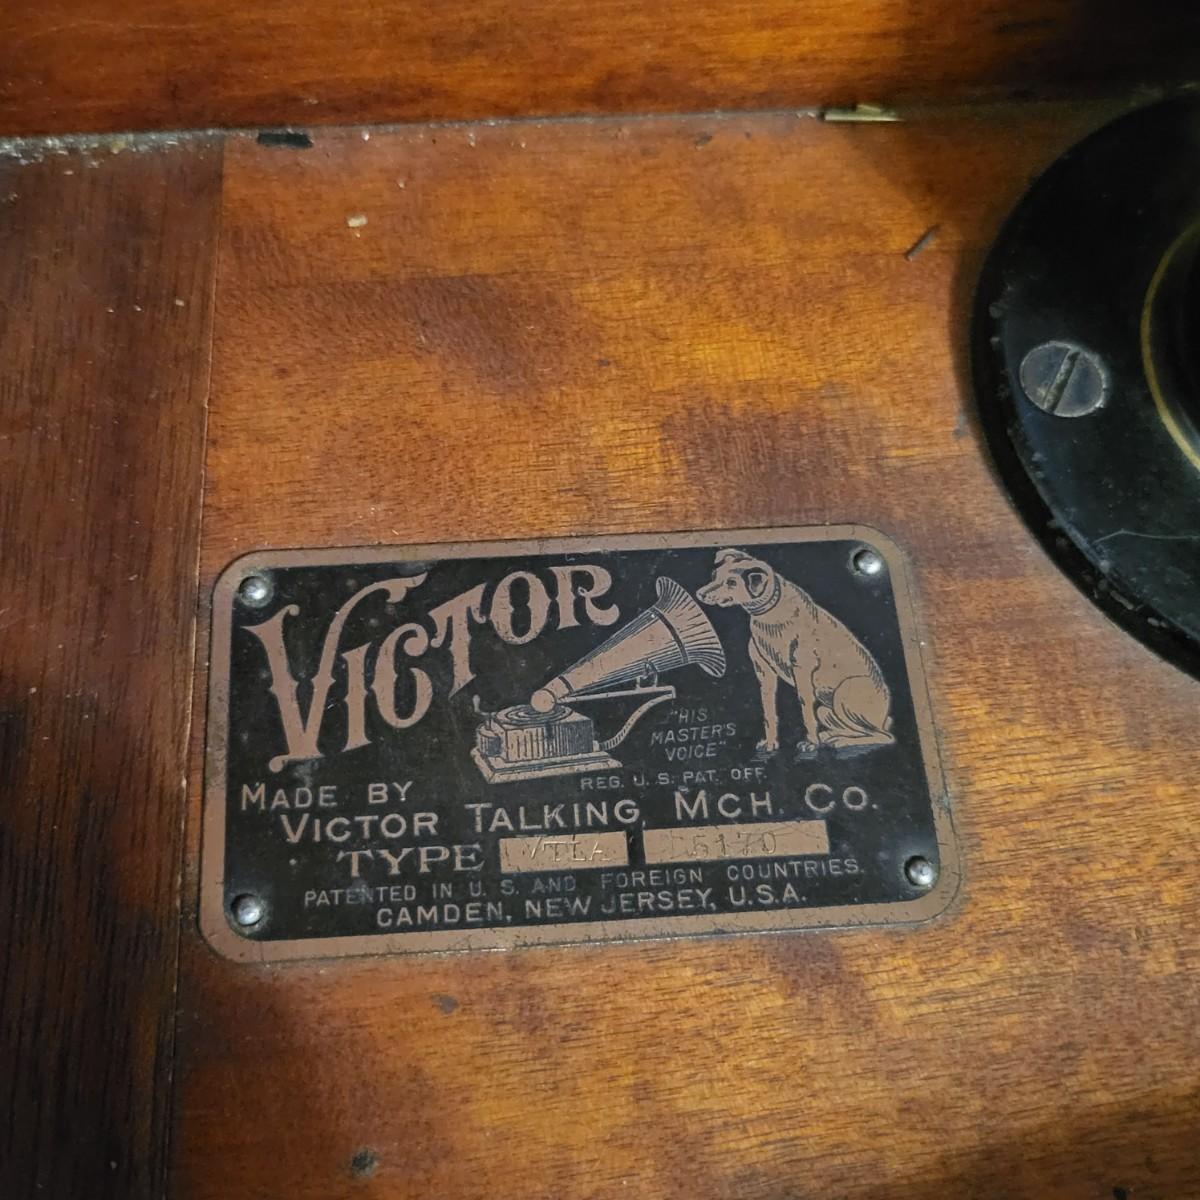 VICTOR
"HIS
MASTER'S
VOICE"
REG. U.S. PAT. OFF.
MADE BY
VICTOR TALKING MCH. CO.
TYPE
PATENTED IN U.S. AND FOREIGN COUNTRIES.
CAMDEN, NEW JERSEY, U.S.A.